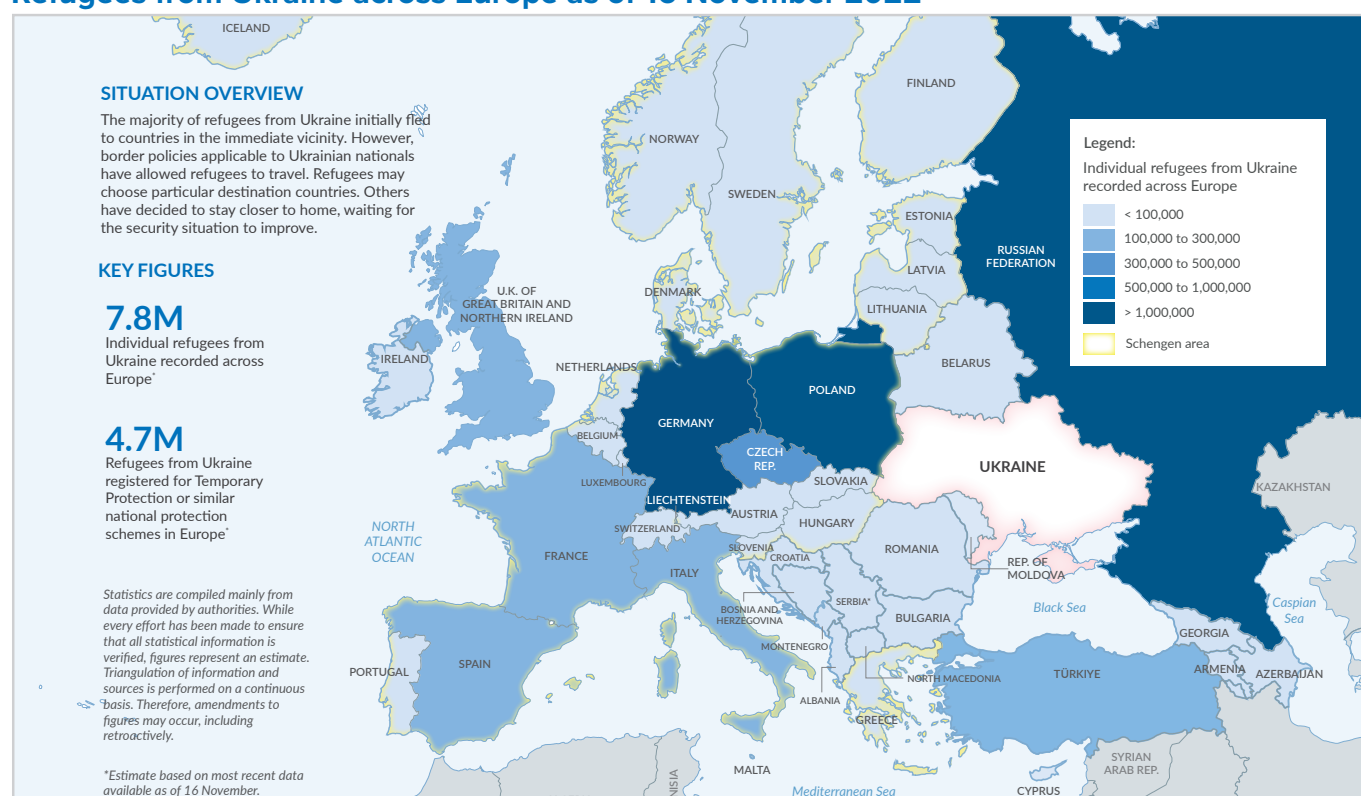 Refugees from Ukraine across Europe as of 16 November 2022
SITUATION OVERVIEW
The majority of refugees from Ukraine initially fled
to countries in the immediate vicinity. However,
border policies applicable to Ukrainian nationals
have allowed refugees to travel. Refugees may
choose particular destination countries. Others
have decided to stay closer to home, waiting for
the security situation to improve.
KEY FIGURES
7.8M
Individual refugees from
Ukraine recorded across
Europe*
4.7M
Refugees from Ukraine
registered for Temporary
Protection or similar
national protection
schemes in Europe*
Statistics are compiled mainly from
data provided by authorities. While
every effort has been made to ensure
that all statistical information is
verified, figures represent an estimate.
Triangulation of information and
sources is performed on a continuous
basis. Therefore, amendments to
figures may occur, including
retroactively.
*Estimate based on most recent data
available as of 16 November.
Legend:
Individual refugees from Ukraine
recorded across Europe
< 100,000
100,000 to 300,000
300,000 to 500,000
500,000 to 1,000,000
> 1,000,000
Schengen area
ICELAND
FINLAND
NORWAY
SWEDEN
ESTONIA
RUSSIAN
FEDERATION
LATVIA
DENMARK
U.K. OF
GREAT BRITAIN AND
NORTHERN IRELAND
LITHUANIA
IRELAND
NETHERLANDS
BELARUS
POLAND
GERMANY
BELGIUM
CZECH
REP.
UKRAINE
LUXEMBOURG
SLOVAKIA
KAZAKHSTAN
LIECHTENSTEIN
AUSTRIA
HUNGARY
SWITZERLAND
NORTH
ATLANTIC
OCEAN
FRANCE
SLOVENIA
CROATIA
ROMANIA
ITALY
REP. OF
MOLDOVA
BOSNIA AND
HERZEGOVINA
SERBIA*
Black Sea
Caspian
Sea
BULGARIA
GEORGIA
MONTENEGRO
SPAIN
PORTUGAL
NORTH MACEDONIA
TÜRKIYE
ARMENIA
AZERBAIJAN
ALBANIA
GREECE
MALTA
SYRIAN
ARAB REP.
CYPRUS
Mediterranean Sea